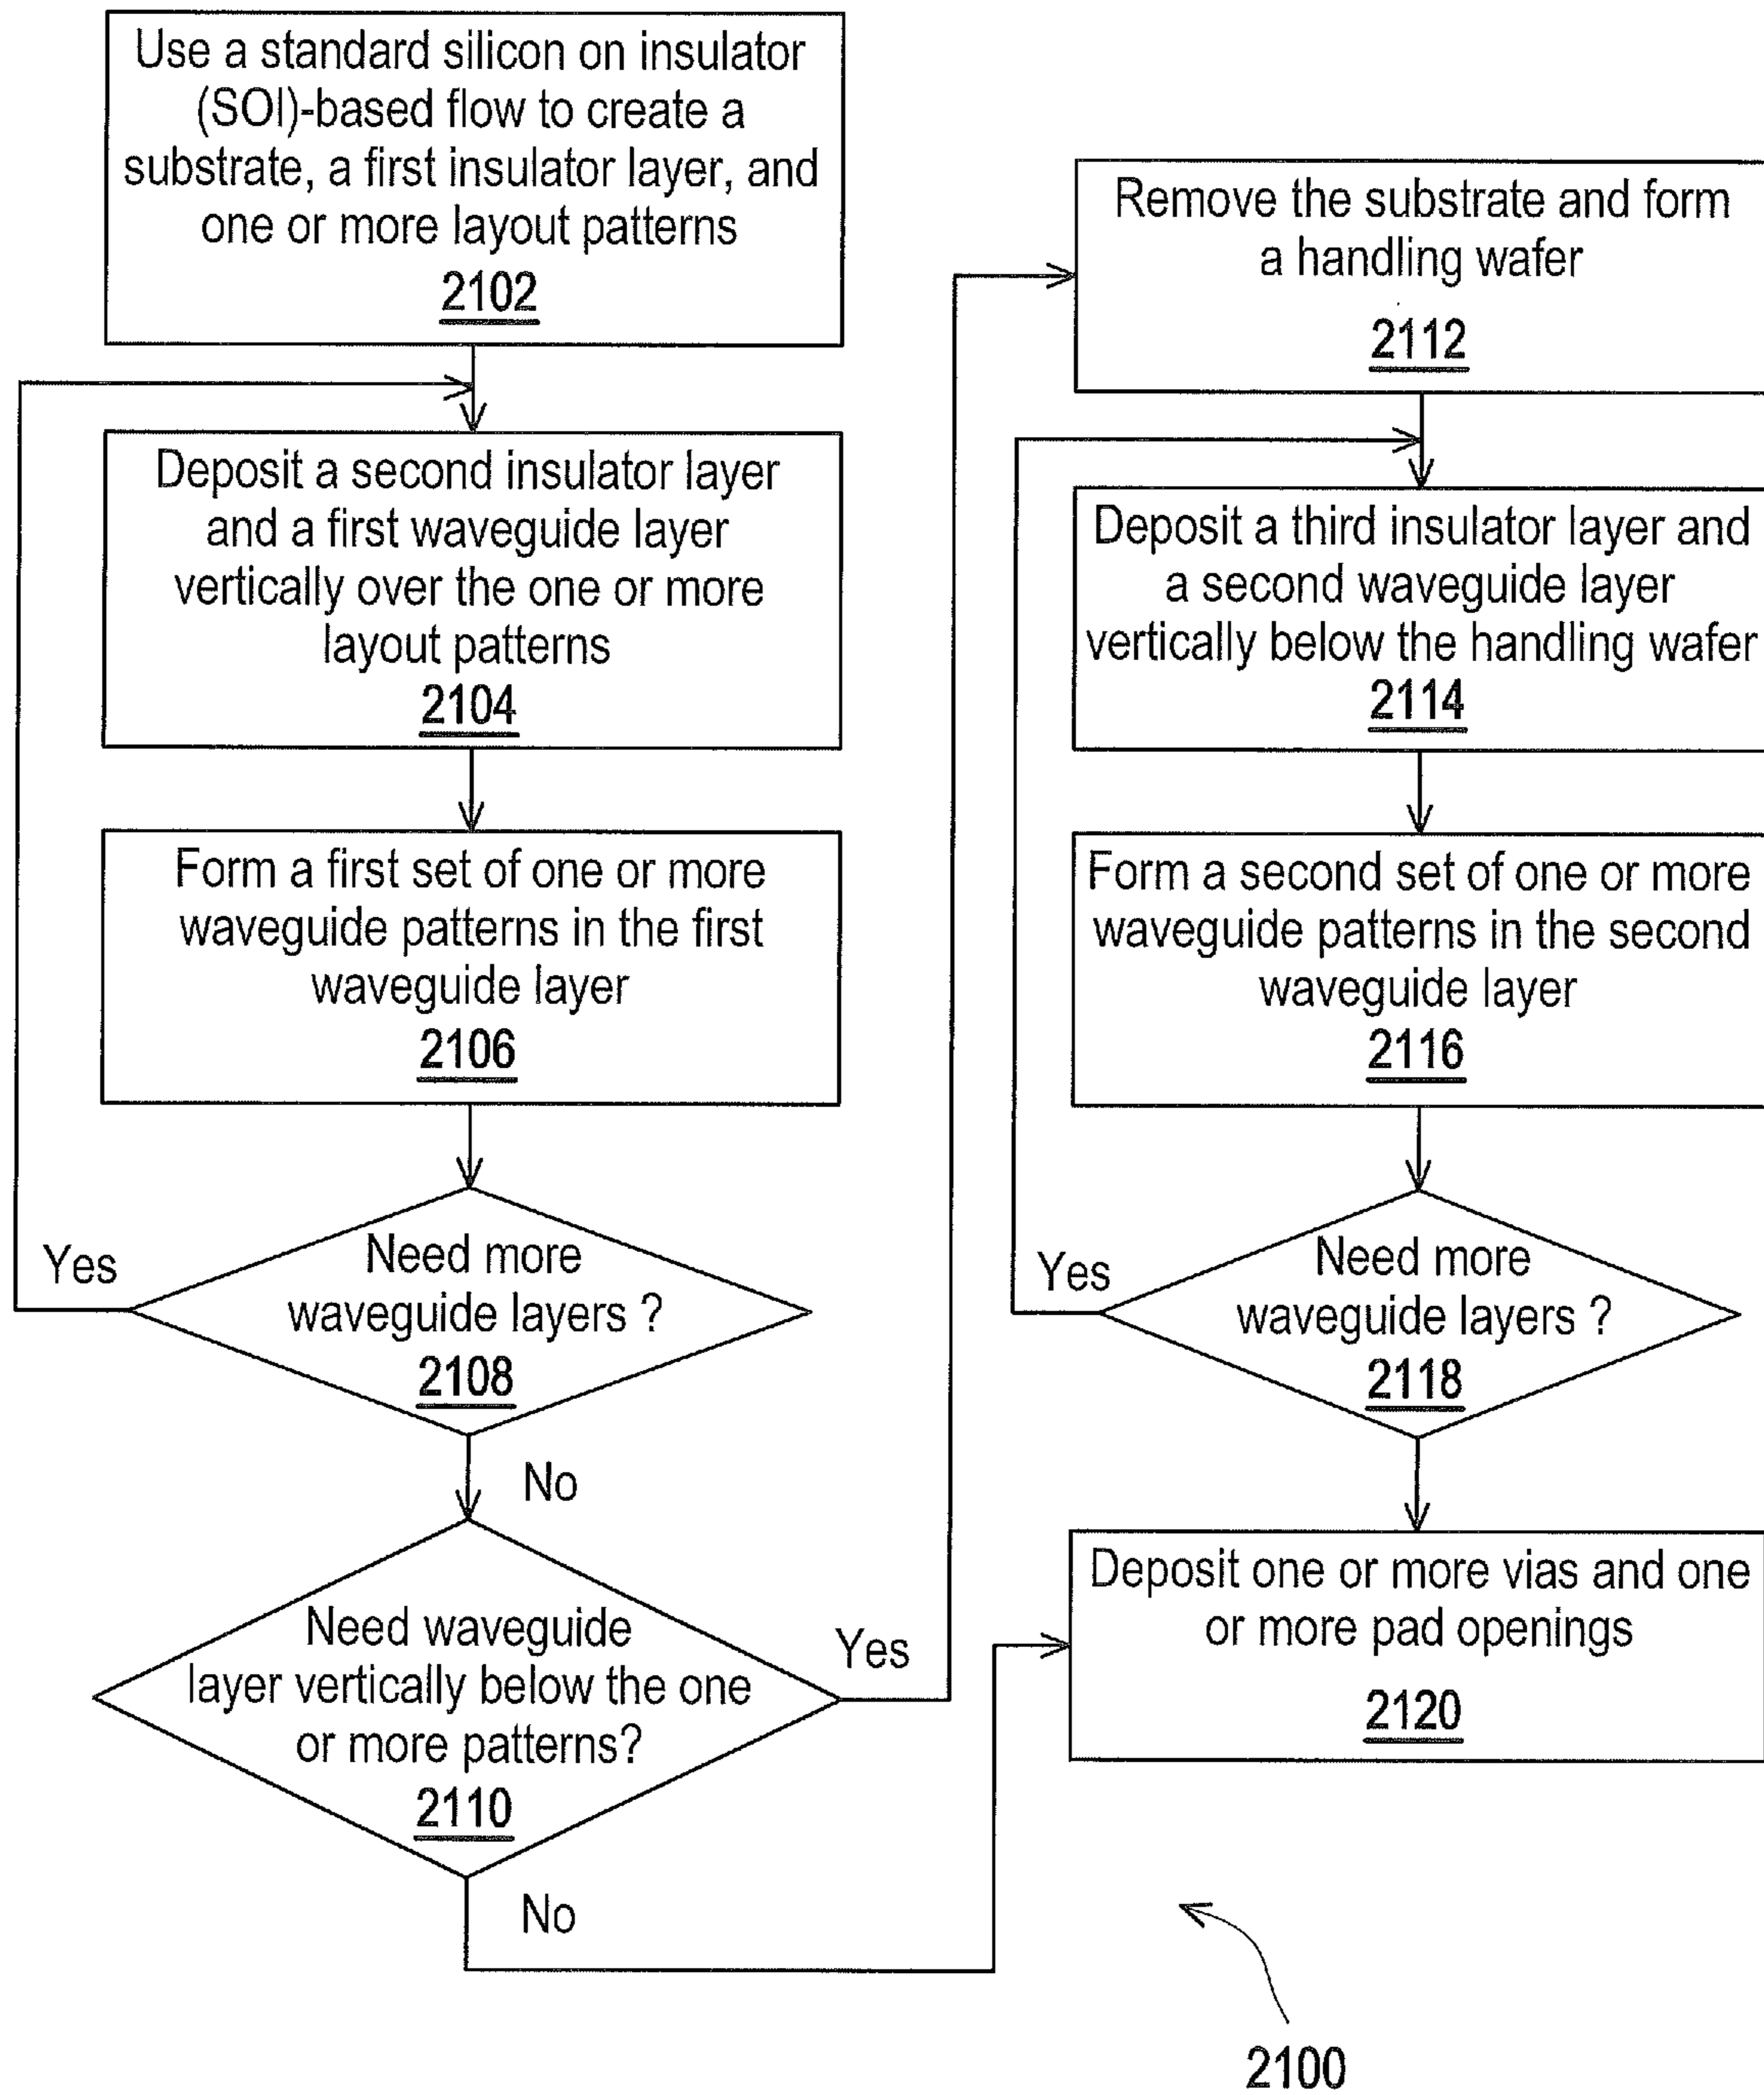 Use a standard silicon on insulator
(SOI)-based flow to create a
substrate, a first insulator layer, and
one or more layout patterns
2102
Deposit a second insulator layer
and a first waveguide layer
vertically over the one or more
layout patterns
2104
Form a first set of one or more
waveguide patterns in the first
waveguide layer
2106
Need more
waveguide layers ?
2108
Yes
No
Need waveguide
layer vertically below the one
or more patterns?
2110
Yes
No
Remove the substrate and form
a handling wafer
2112
Deposit a third insulator layer and
a second waveguide layer
vertically below the handling wafer
2114
Form a second set of one or more
waveguide patterns in the second
waveguide layer
2116
Need more
waveguide layers ?
2118
Yes
Deposit one or more vias and one
or more pad openings
2120
2100